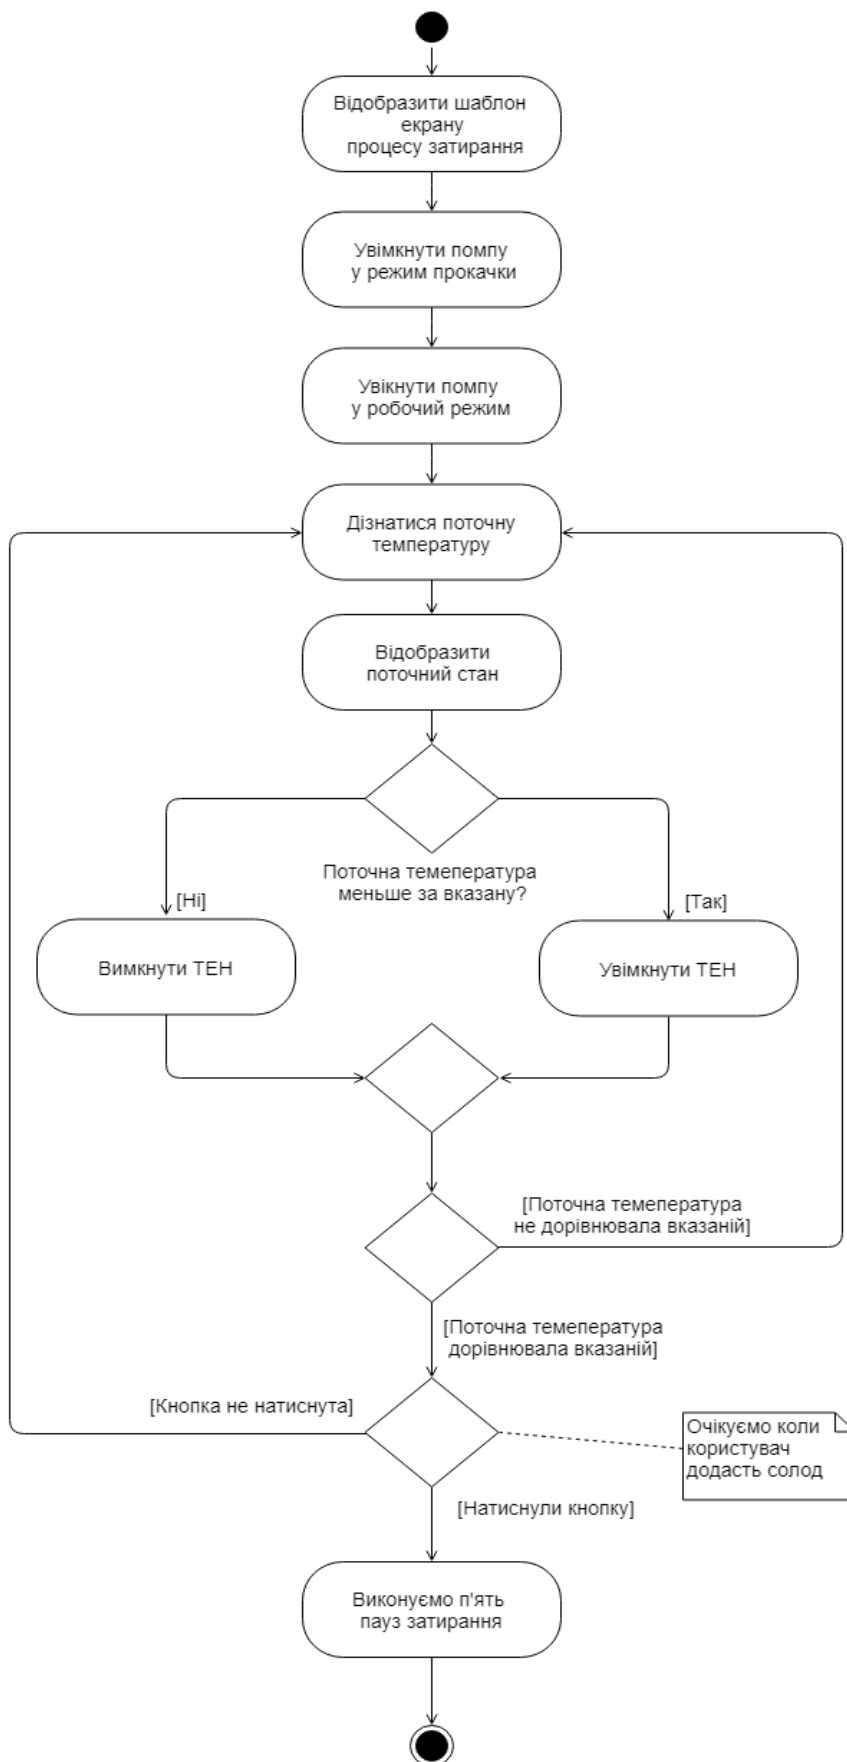 Відобразити шаблон
екрану
процесу затирання
Увімкнути помпу
у режим прокачки
Увікнути помпу
у робочий режим
Дізнатися поточну
температуру
Відобразити
поточний стан
Поточна темепература
меньше за вказану?
[Ні]
[Так]
Вимкнути ТЕН
Увімкнути ТЕН
[Поточна темепература
не дорівнювала вказаній]
[Поточна темепература
дорівнювала вказаній]
[Кнопка не натиснута]
Очікуємо коли
користувач
додасть солод
[Натиснули кнопку]
Виконуємо п'ять
пауз затирання